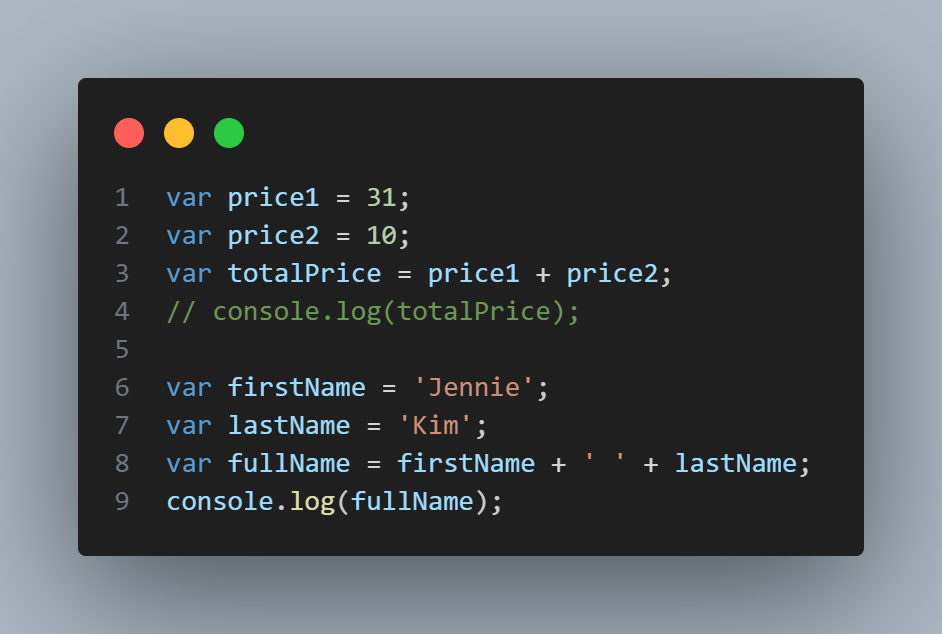 1 var price1 = 31;
2 var price2 = 10;
3 var totalPrice = price1 + price2;
4 // console.log(totalPrice);
5
6 var firstName = 'Jennie';
7 var lastName = 'Kim';
8 var fullName = firstName + ' ' + lastName;
9 console.log(fullName);